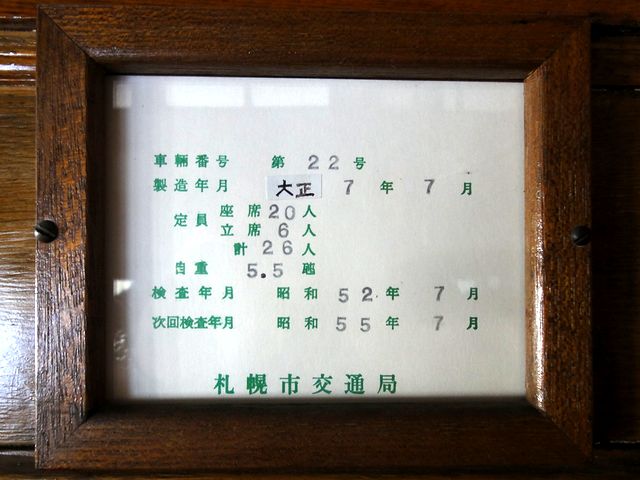 車輛番号 第 22 号
製造年月 大正 7 年 7 月
定員 座席 20 人
立席 6 人
計 26 人
自重 5.5 瓲
検査年月 昭和 52 年 7 月
次回検査年月 昭和 55 年 7 月
札幌市交通局